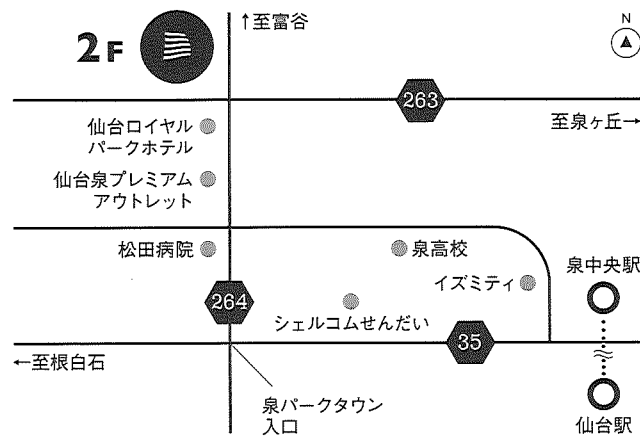 ↑至富谷
N
2F
263
仙台ロイヤル
パークホテル
至泉ヶ丘→
仙台泉プレミアム
アウトレット
松田病院
泉高校
泉中央駅
イズミティ
264
シェルコムせんだい
35
←至根白石
泉パークタウン
入口
仙台駅